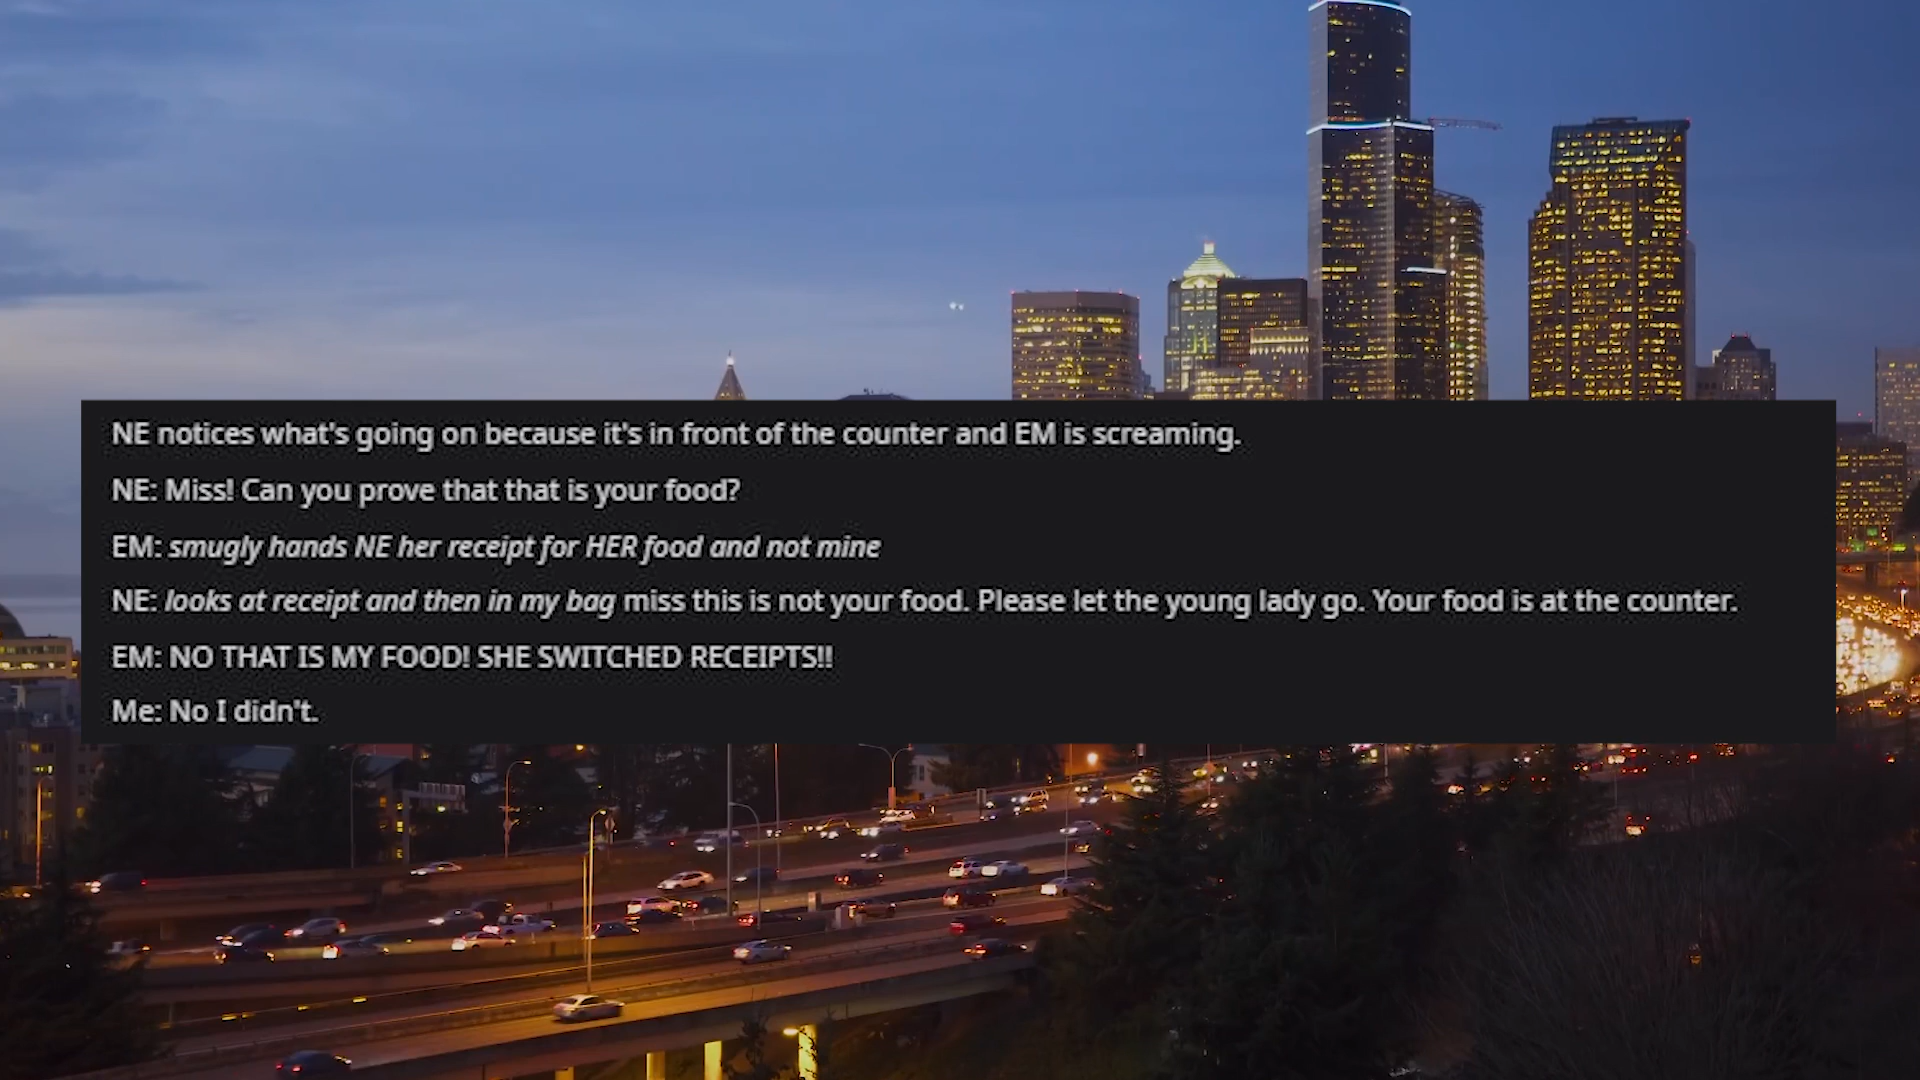 NE notices what's going on because it's in front of the counter and EM is screaming.
NE: Miss! Can you prove that that is your food?
EM: smugly hands NE her receipt for HER food and not mine
NE: looks at receipt and then in my bag miss this is not your food. Please let the young lady go. Your food is at the counter.
EM: NO THAT IS MY FOOD! SHE SWITCHED RECEIPTS!!
Me: No I didn't.